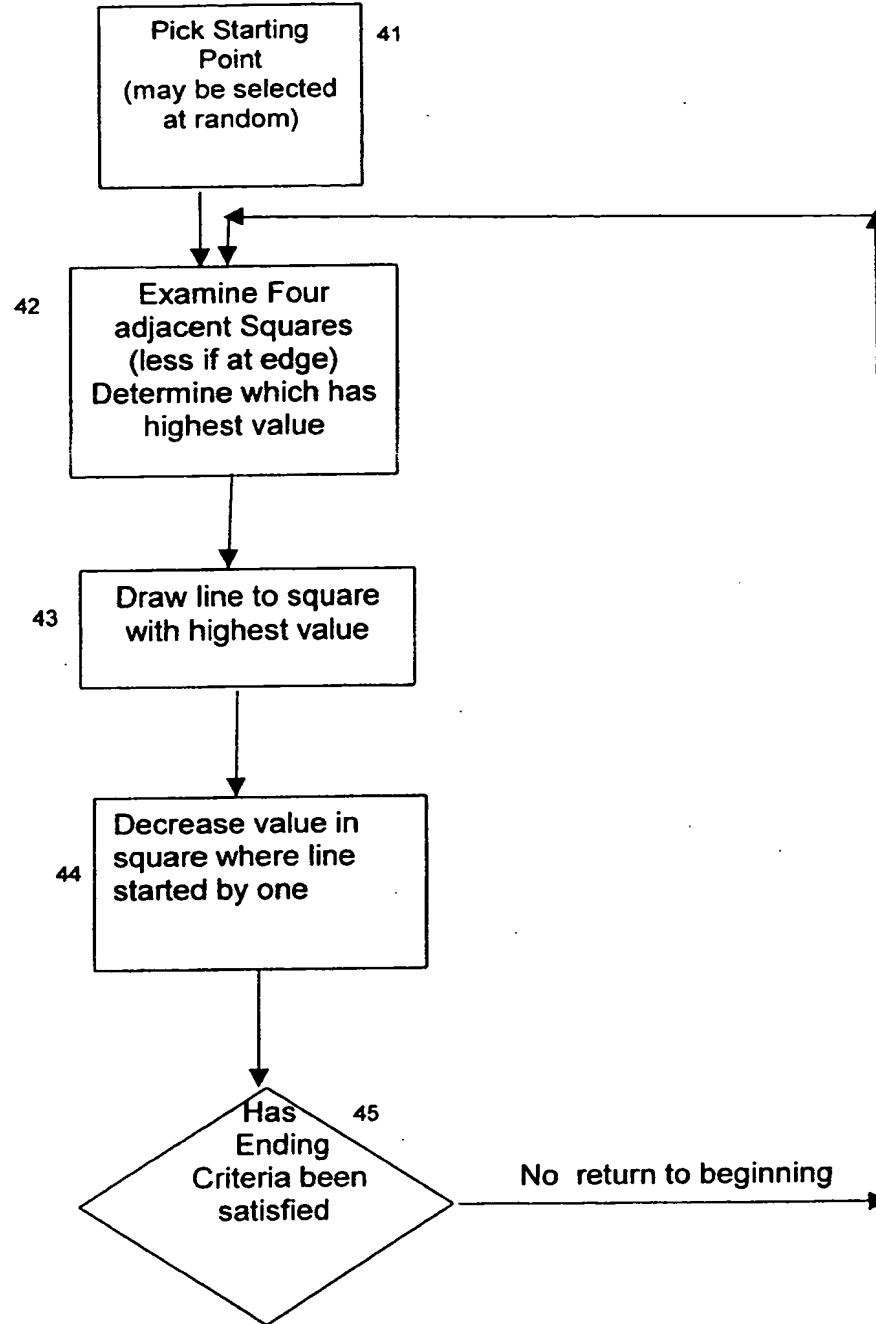 Pick Starting
Point
(may be selected
at random)
41
42
Examine Four
adjacent Squares
(less if at edge)
Determine which has
highest value
43
Draw line to square
with highest value
44
Decrease value in
square where line
started by one
45
Has
Ending
Criteria been
satisfied
No return to beginning